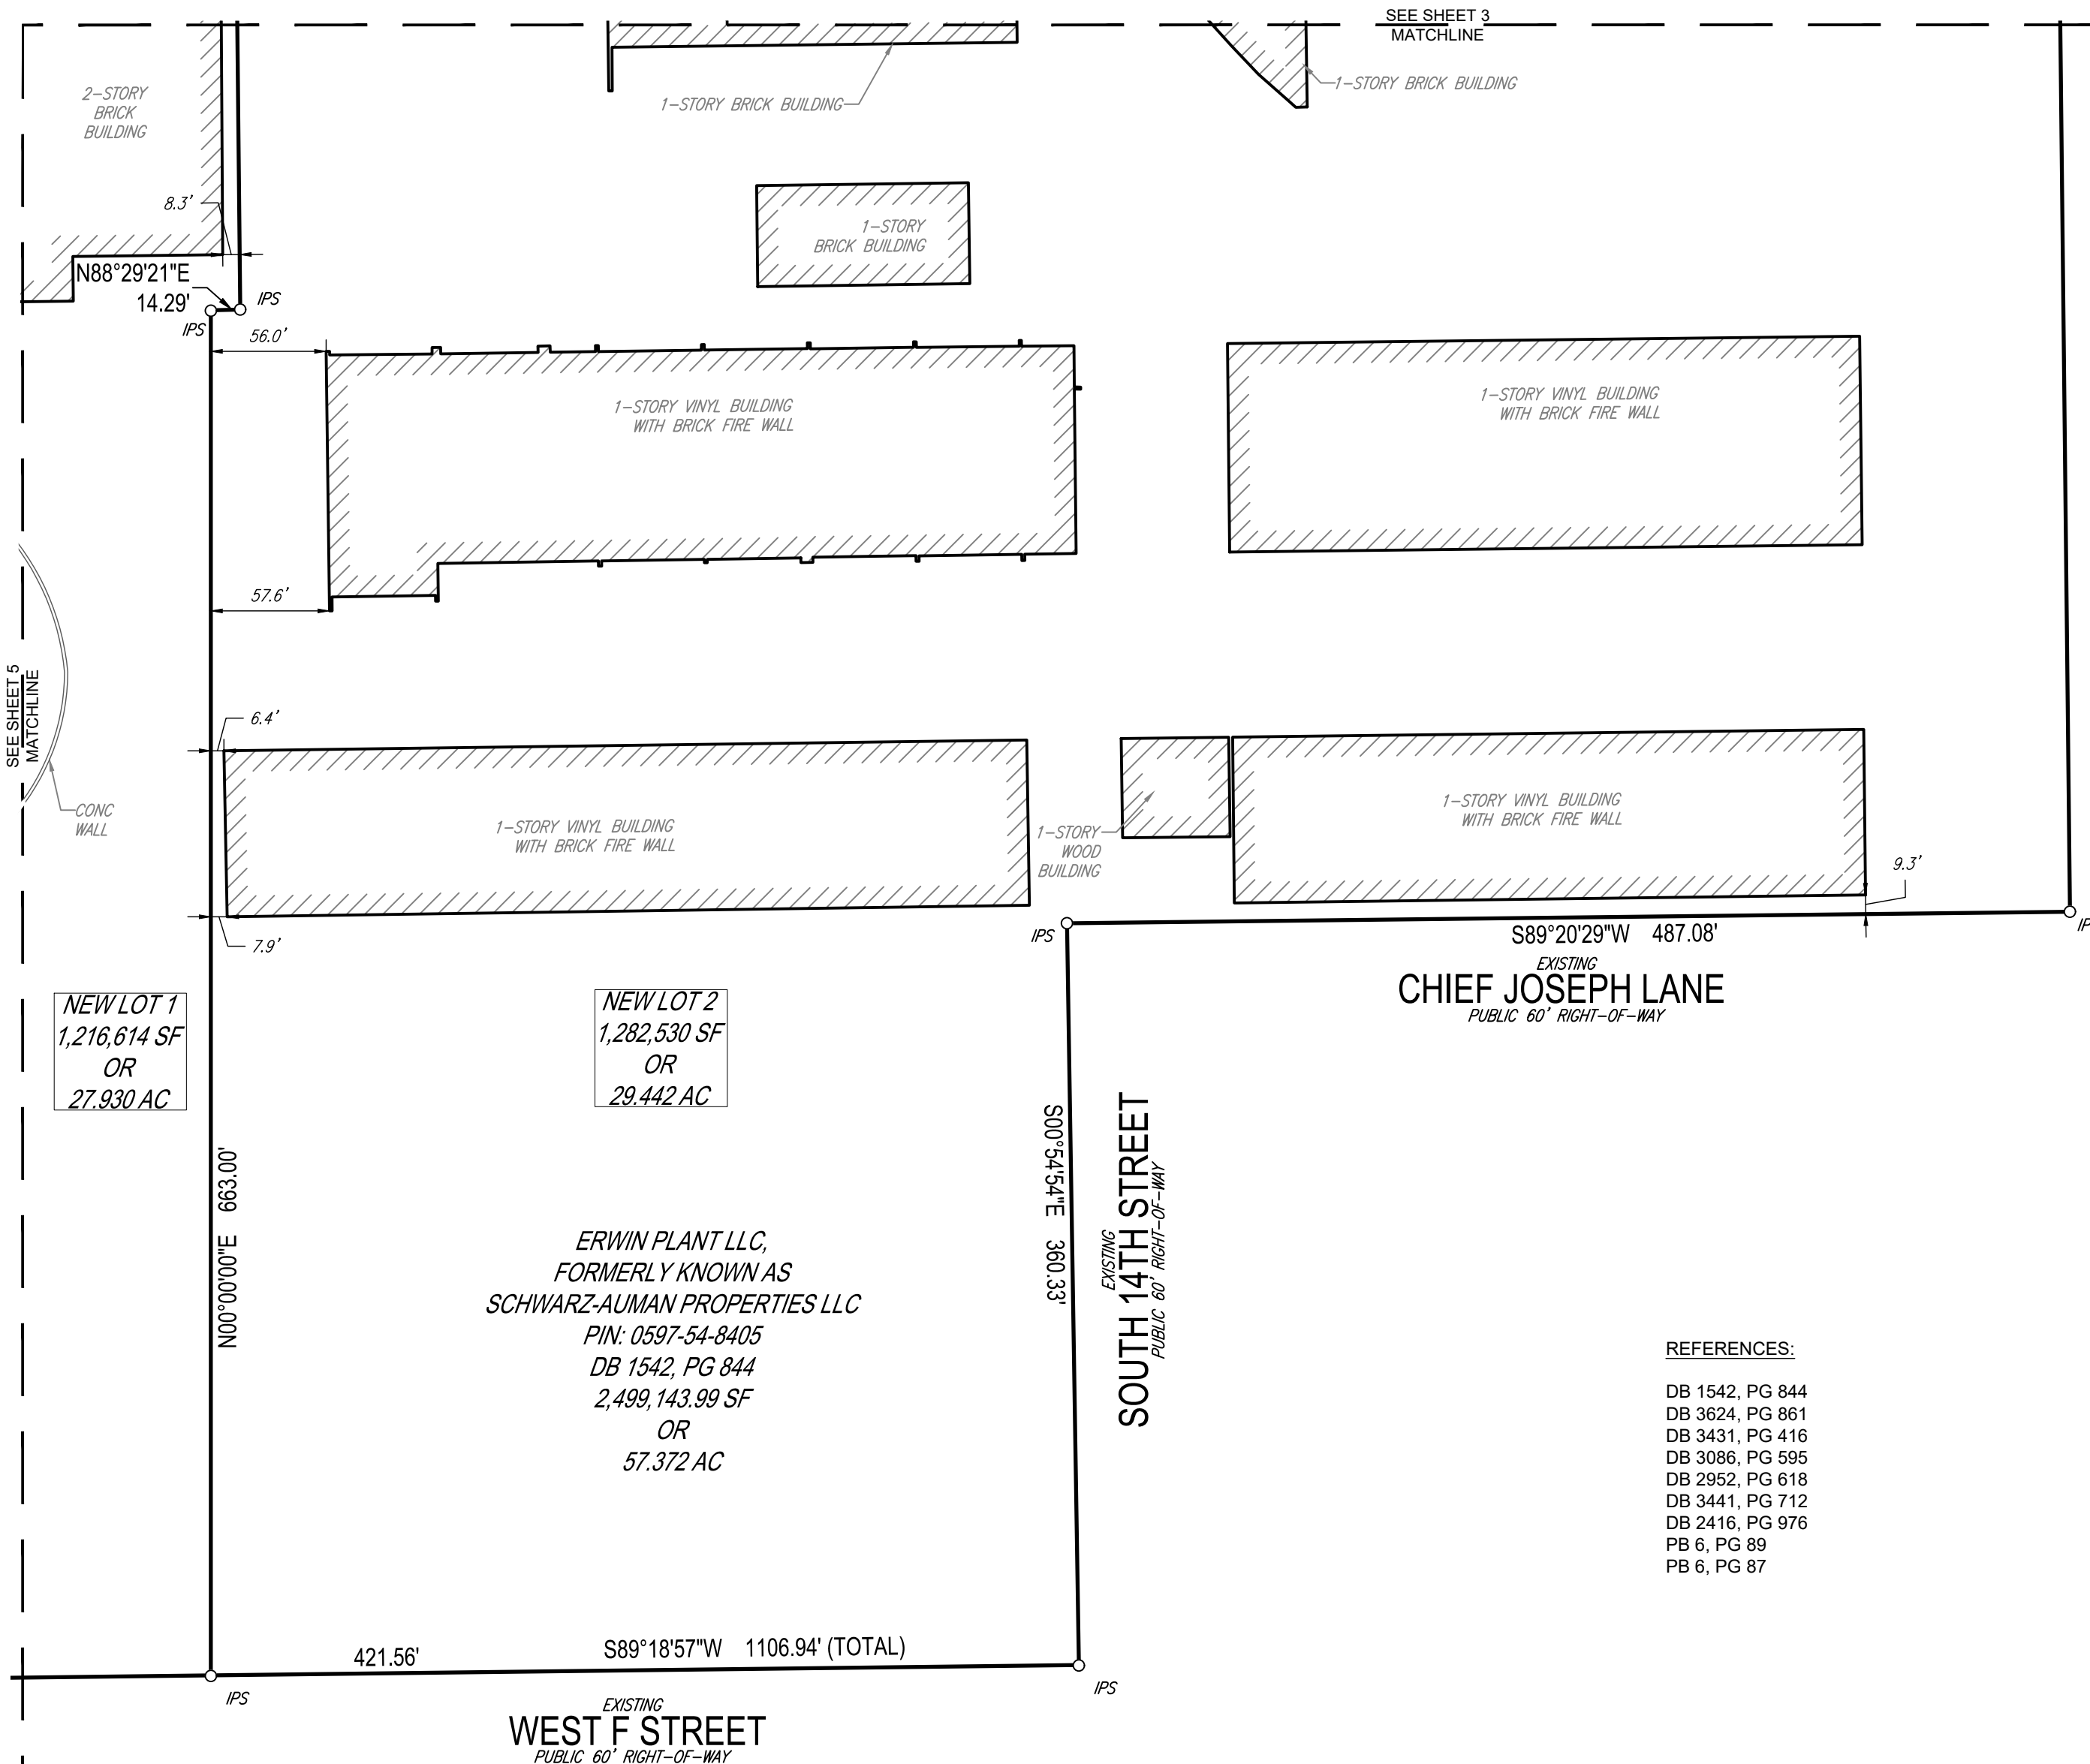 SEE SHEET 3
MATCHLINE
2-STORY
BRICK
BUILDING
1-STORY BRICK BUILDING
1-STORY BRICK BUILDING
8.3'
1-STORY
BRICK BUILDING
N88°29'21"E
14.29'
IPS
IPS
56.0'
1-STORY VINYL BUILDING
WITH BRICK FIRE WALL
1-STORY VINYL BUILDING
WITH BRICK FIRE WALL
57.6'
SEE SHEET 5
MATCHLINE
6.4'
CONC
WALL
1-STORY VINYL BUILDING
WITH BRICK FIRE WALL
1-STORY
WOOD
BUILDING
1-STORY VINYL BUILDING
WITH BRICK FIRE WALL
9.3'
7.9'
IPS
S89°20'29"W 487.08'
IP
EXISTING
CHIEF JOSEPH LANE
PUBLIC 60' RIGHT-OF-WAY
NEW LOT 1
1,216,614 SF
OR
27.930 AC
NEW LOT 2
1,282,530 SF
OR
29.442 AC
N00°00'00"E 663.00'
S00°54'54"E 360.33'
EXISTING
SOUTH 14TH STREET
PUBLIC 60' RIGHT-OF-WAY
ERWIN PLANT LLC,
FORMERLY KNOWN AS
SCHWARZ-AUMAN PROPERTIES LLC
PIN: 0597-54-8405
DB 1542, PG 844
2,499,143.99 SF
OR
57.372 AC
REFERENCES:
DB 1542, PG 844
DB 3624, PG 861
DB 3431, PG 416
DB 3086, PG 595
DB 2952, PG 618
DB 3441, PG 712
DB 2416, PG 976
PB 6, PG 89
PB 6, PG 87
421.56'
S89°18'57"W 1106.94' (TOTAL)
IPS
IPS
EXISTING
WEST F STREET
PUBLIC 60' RIGHT-OF-WAY